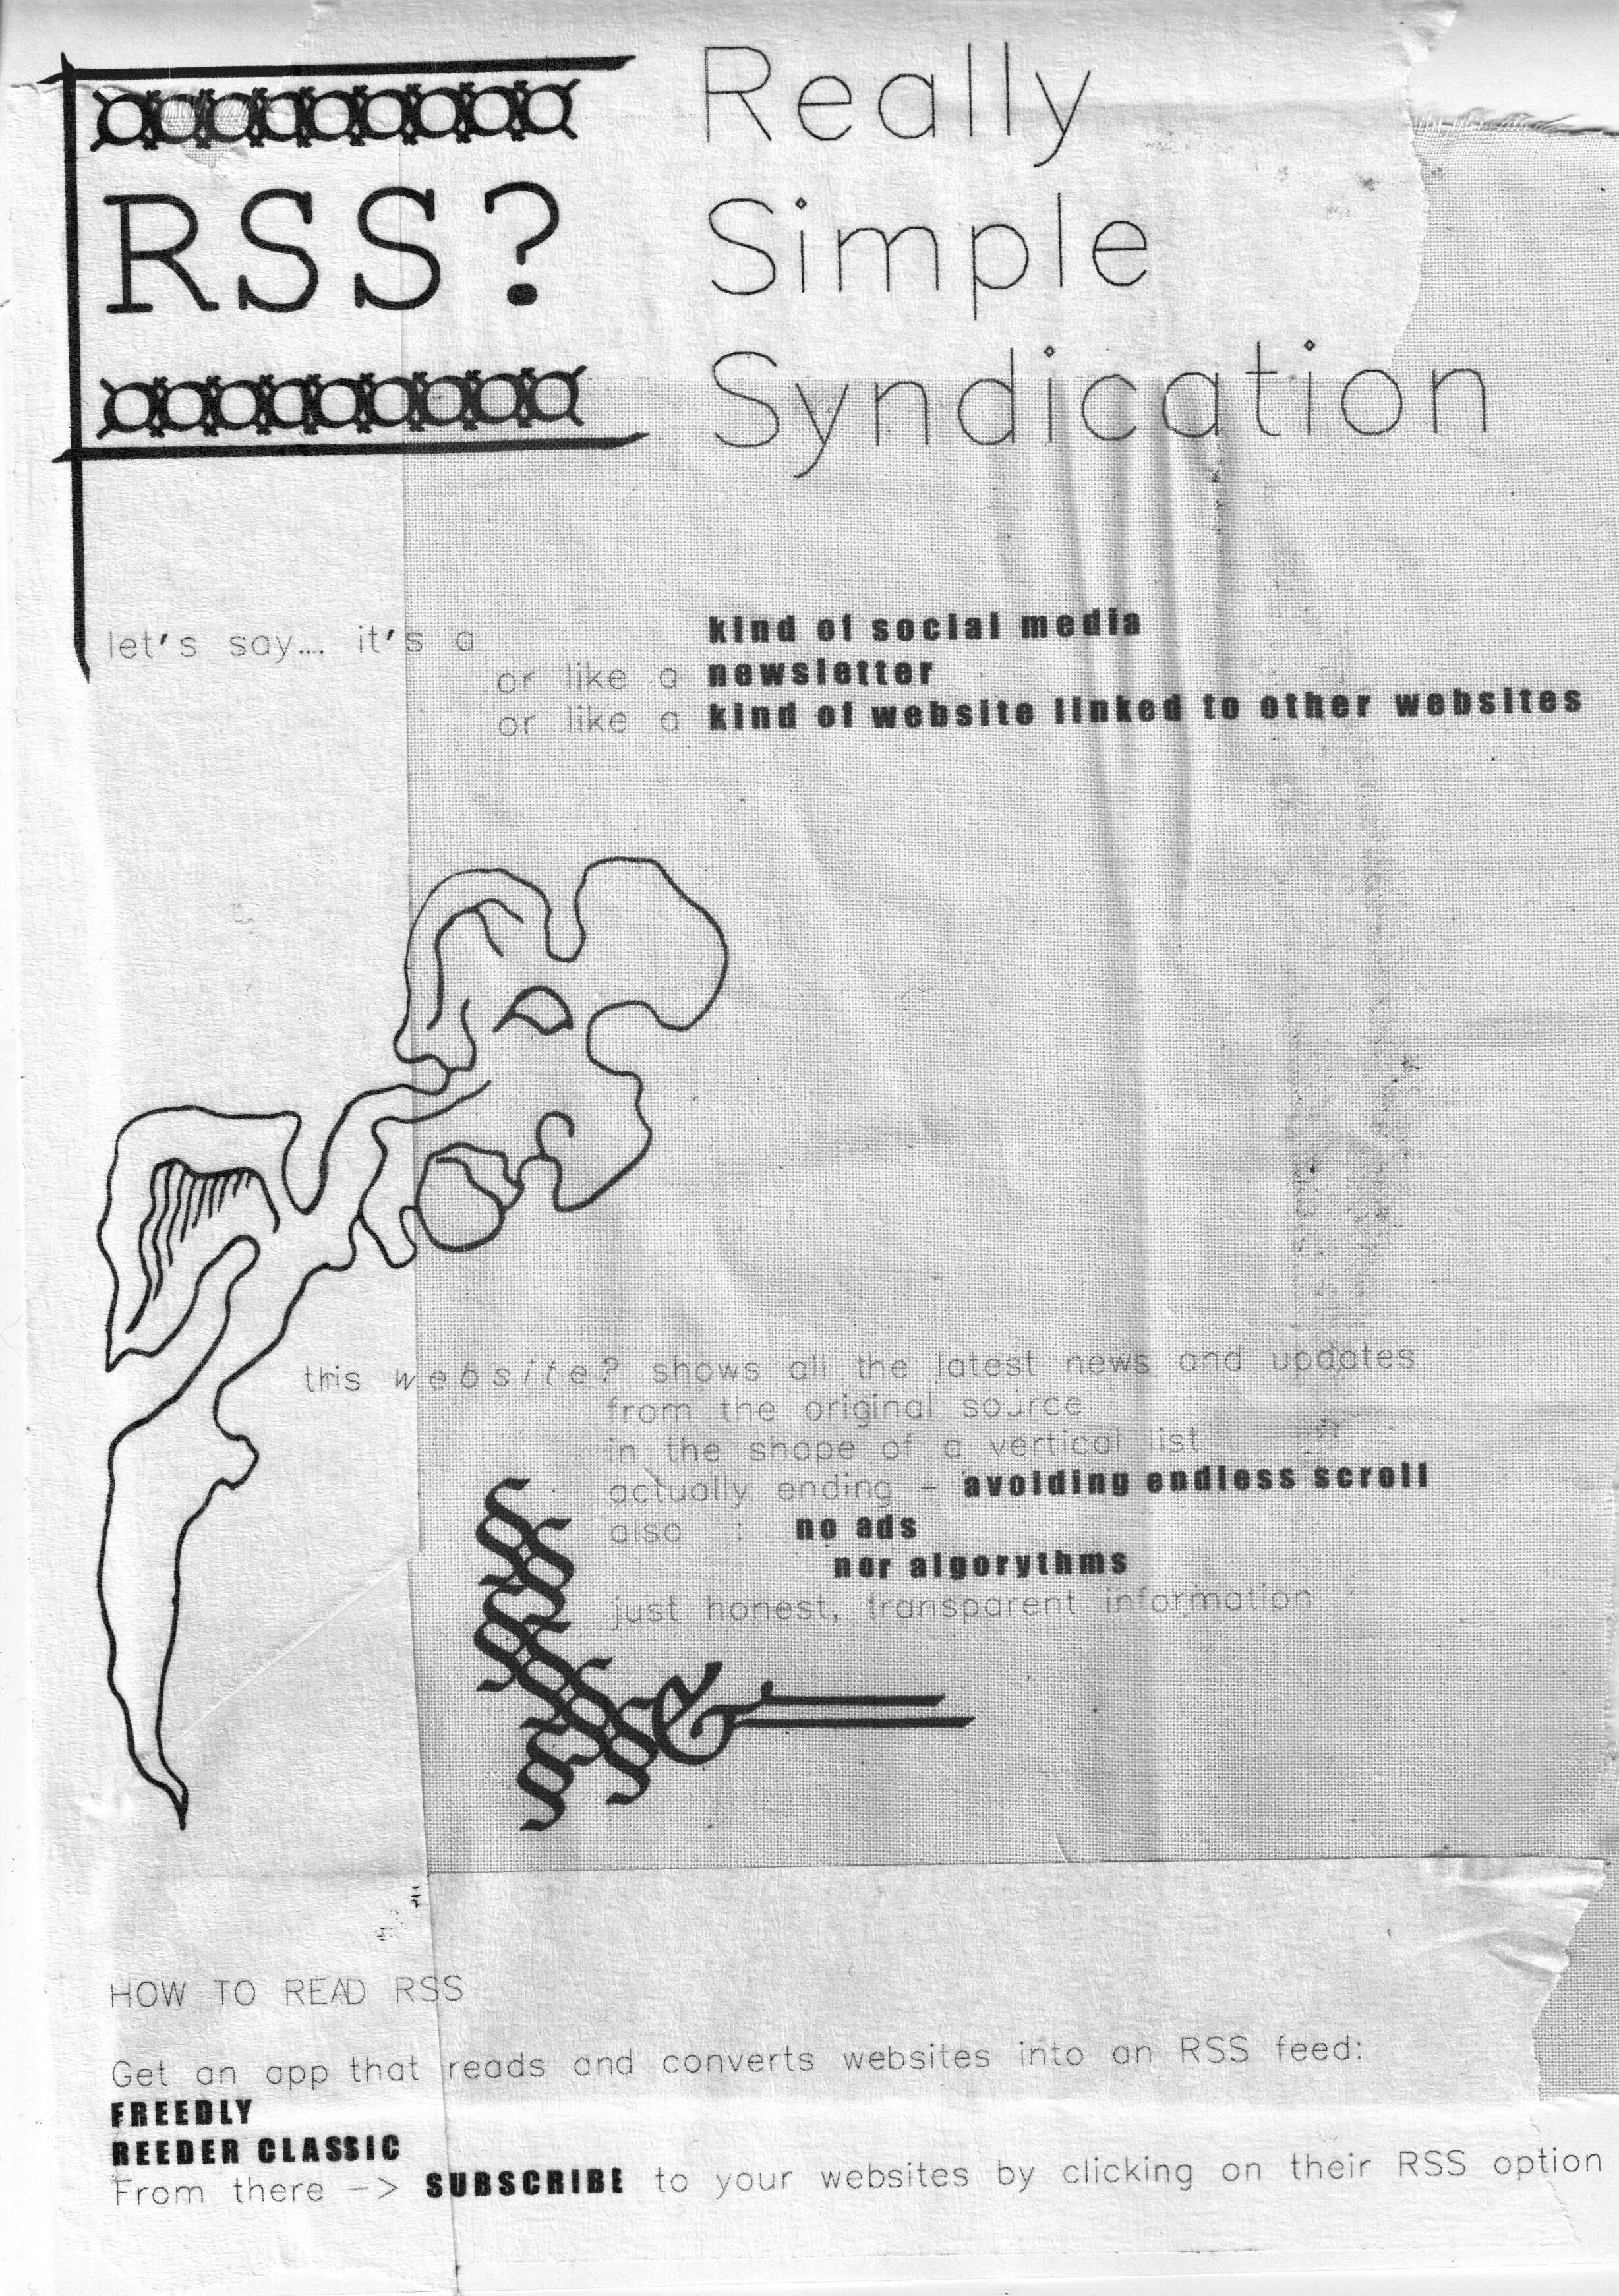 RSS?
Really
Simple
Syndication
let's say.... it's a kind of social media
or like a newsletter
or like a kind of website linked to other websites
this website? shows all the latest news and updates
from the original source
in the shape of a vertical list
actually ending - avoiding endless scroll
also : no ads
nor algorythms
just honest, transparent information
HOW TO READ RSS
Get an app that reads and converts websites into an RSS feed:
FREEDLY
REEDER CLASSIC
From there -> SUBSCRIBE to your websites by clicking on their RSS option